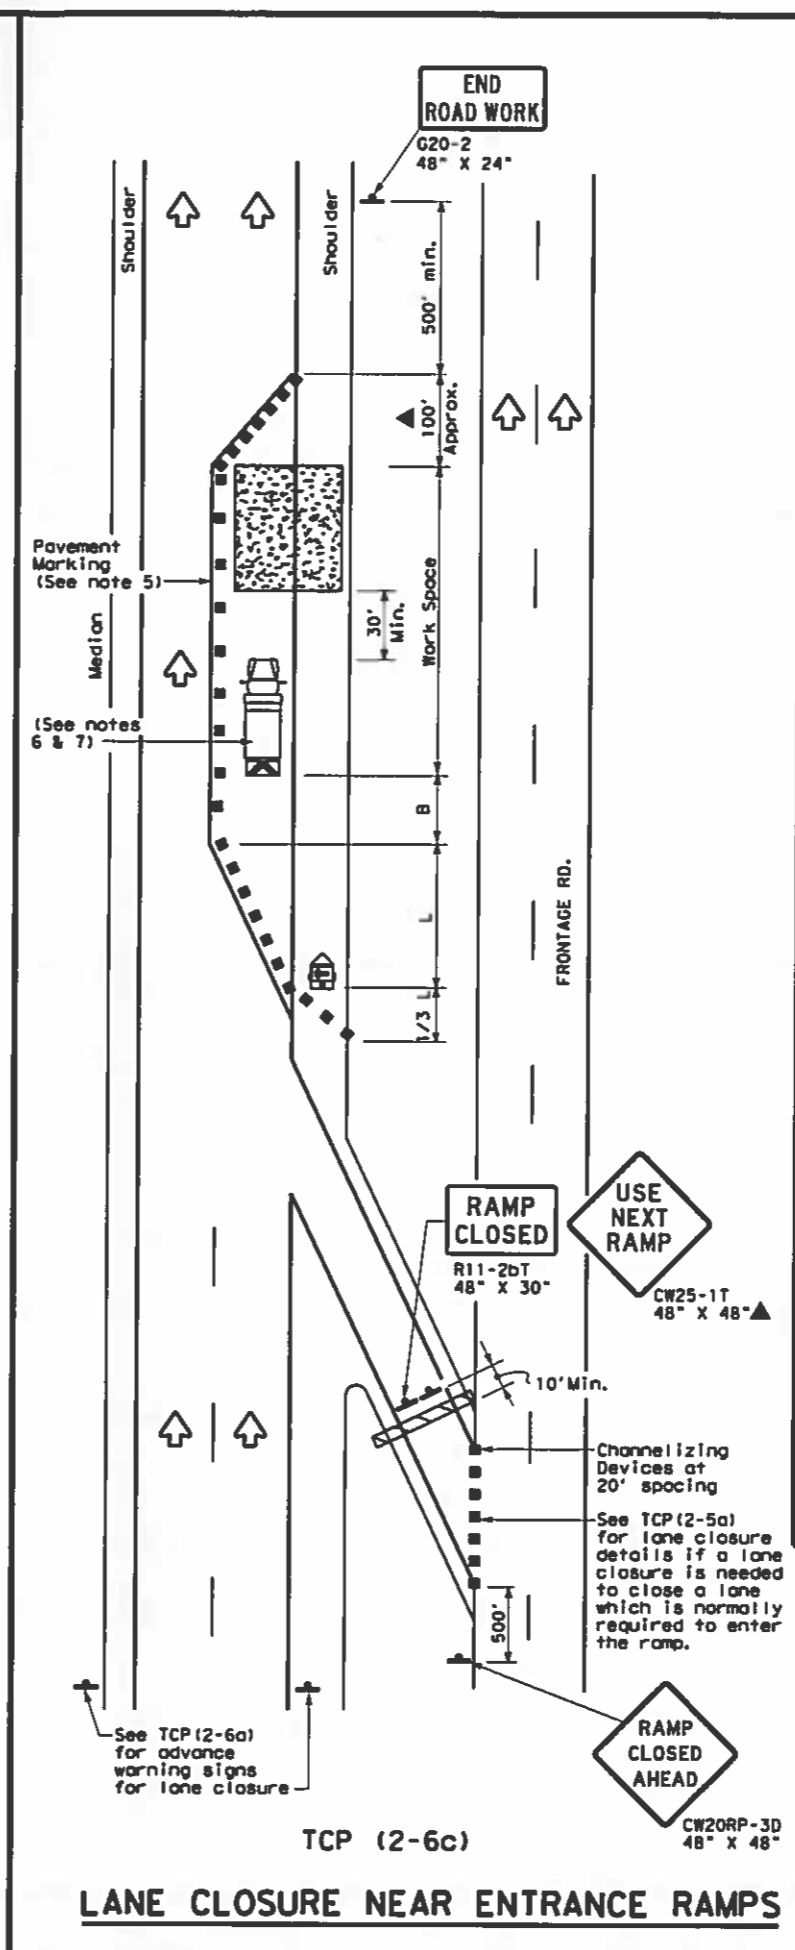 END
ROAD WORK
G20-2
48" X 24"
Shoulder
Shoulder
500' min.
100'
Approx.
Pavement
Marking
(See note 5)
30'
Min.
Work Space
Median
(See notes
6 & 7)
B
L
1/3 L
FRONTAGE RD.
RAMP
CLOSED
R11-2bT
48" X 30"
USE
NEXT
RAMP
CW25-1T
48" X 48"▲
10'Min.
Channelizing
Devices at
20' spacing
See TCP(2-5a)
for lane closure
details if a lane
closure is needed
to close a lane
which is normally
required to enter
the ramp.
500'
See TCP(2-6a)
for advance
warning signs
for lane closure
RAMP
CLOSED
AHEAD
CW20RP-3D
48" X 48"
TCP (2-6c)
LANE CLOSURE NEAR ENTRANCE RAMPS